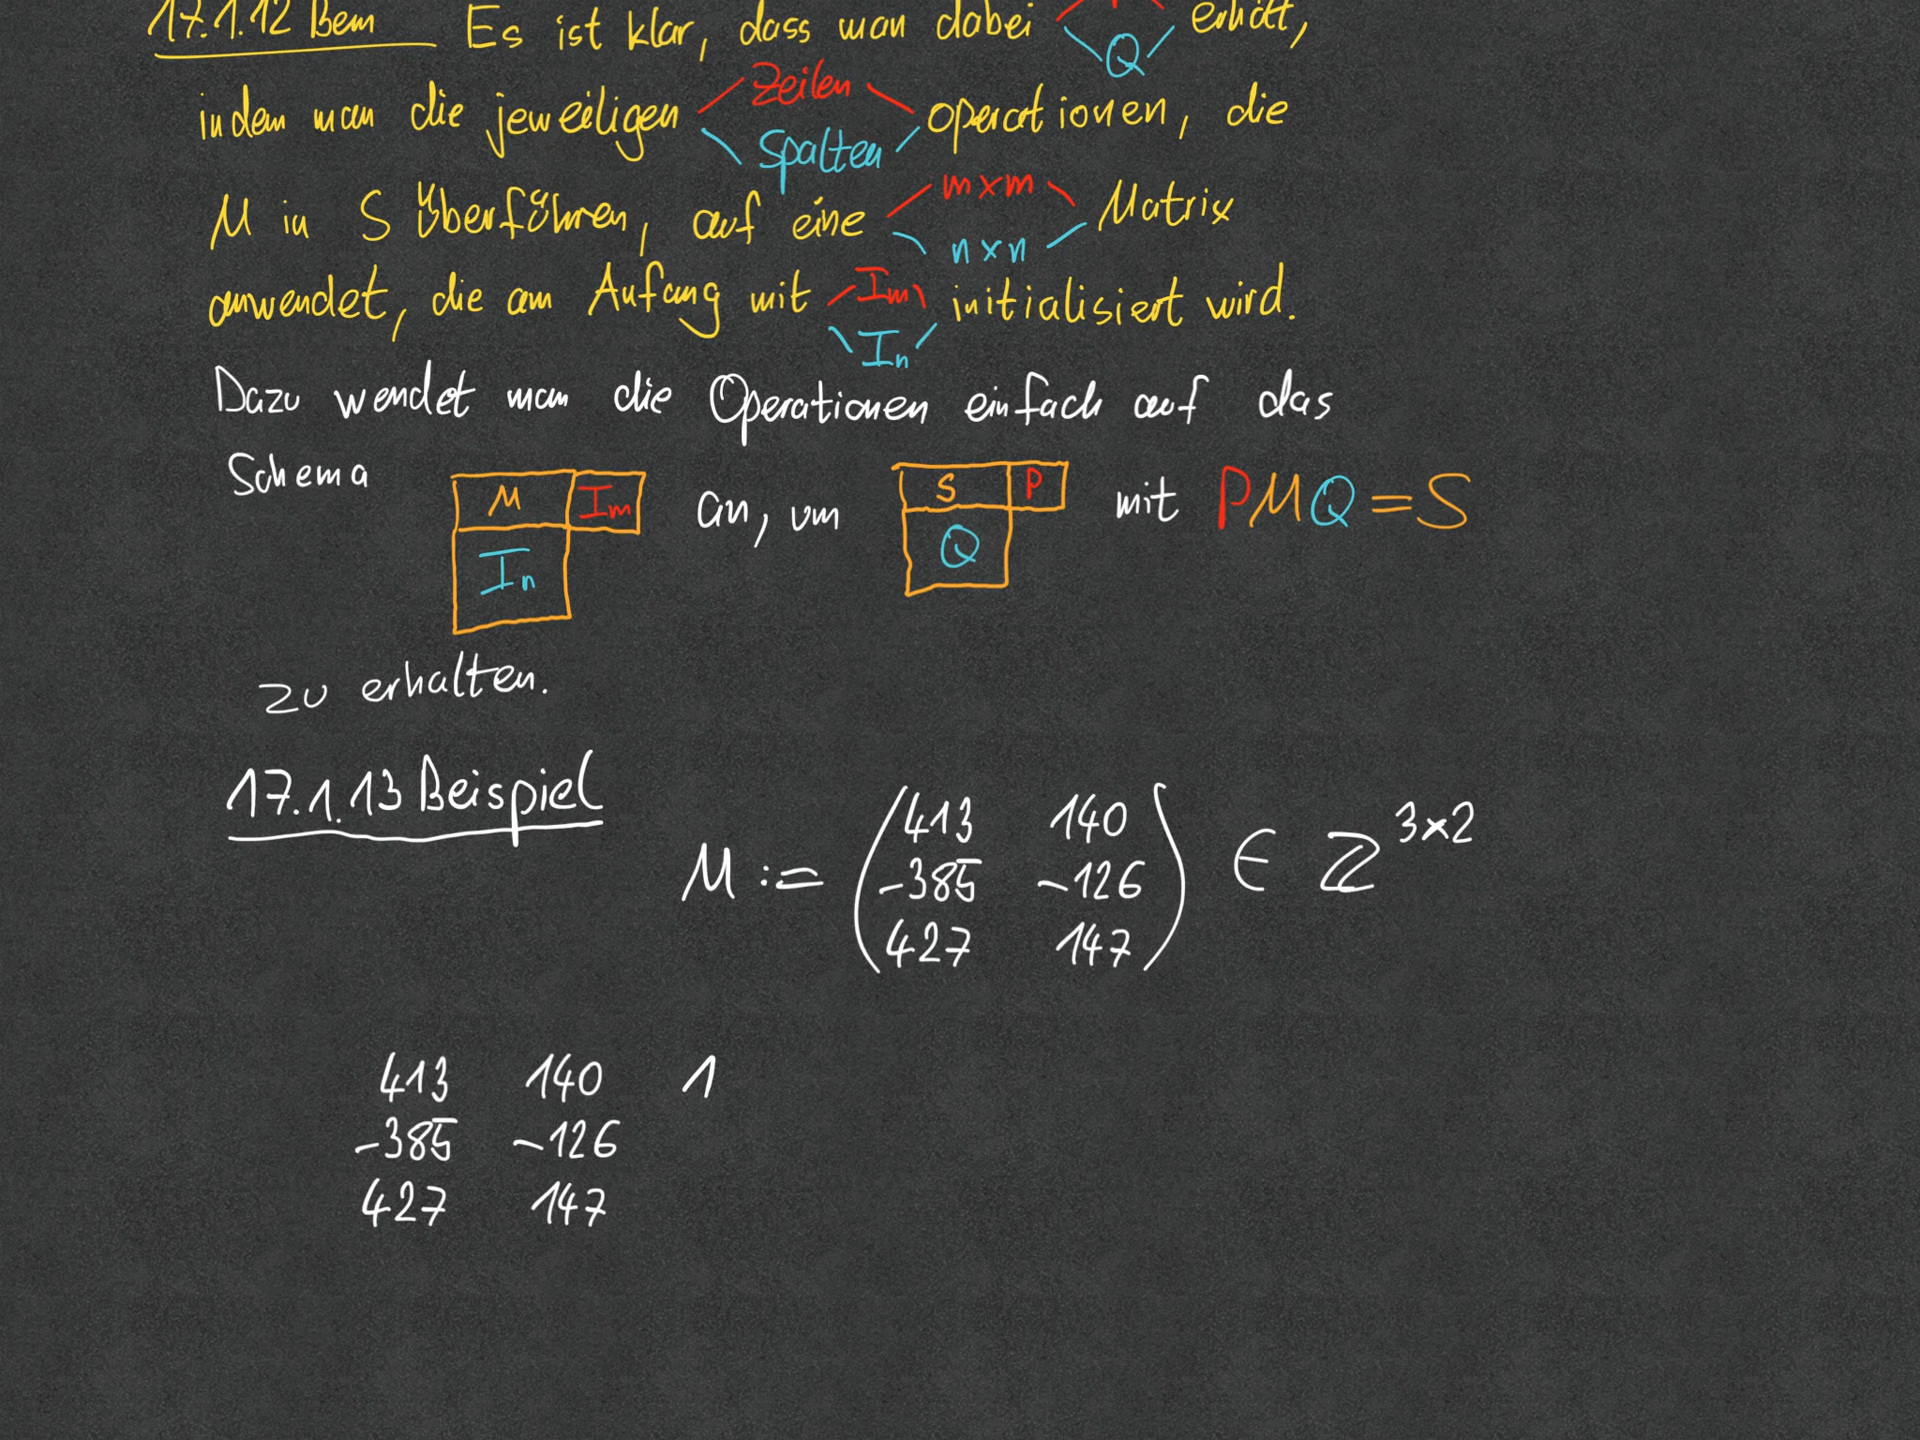 17.1.12 Bem Es ist klar, dass man dabei Q erhält,
indem man die jeweiligen Zeilen Spalten operationen, die
M in S überführen, auf eine m×m n×n Matrix
anwendet, die am Anfang mit Im In initialisiert wird.
Dazu wendet man die Operationen einfach auf das
Schema M Im In an, um S P Q mit PMQ = S
zu erhalten.
17.1.13 Beispiel
M := ( 413 140
-385 -126
427 147 ) ∈ ℤ^{3×2}
413 140 1
-385 -126
427 147